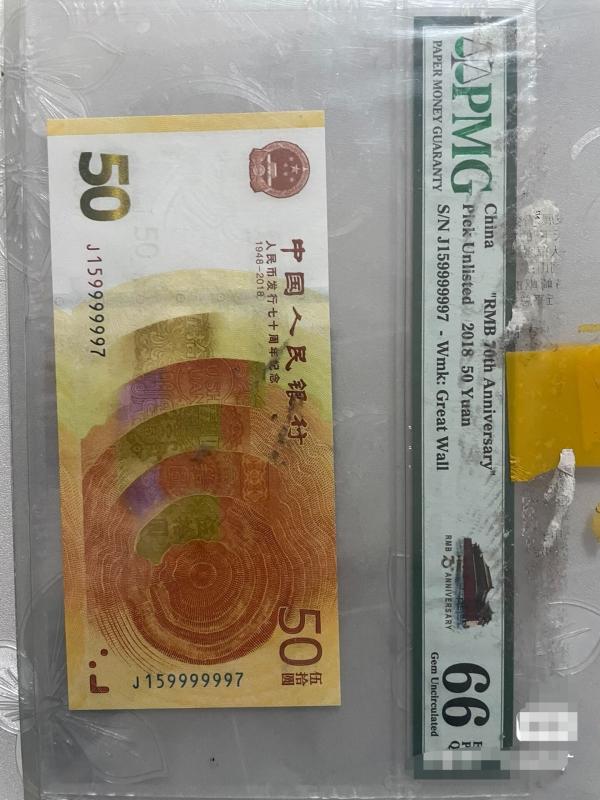 50
J159999997
50
中国人民银行
人民币发行七十周年纪念
1948-2018
50
伍拾圆
J159999997
PMG
PAPER MONEY GUARANTY
China "RMB 70th Anniversary"
Pick Unlisted 2018 50 Yuan
S/N J159999997 - Wmk: Great Wall
RMB 70 ANNIVERSARY
66
Gem Uncirculated